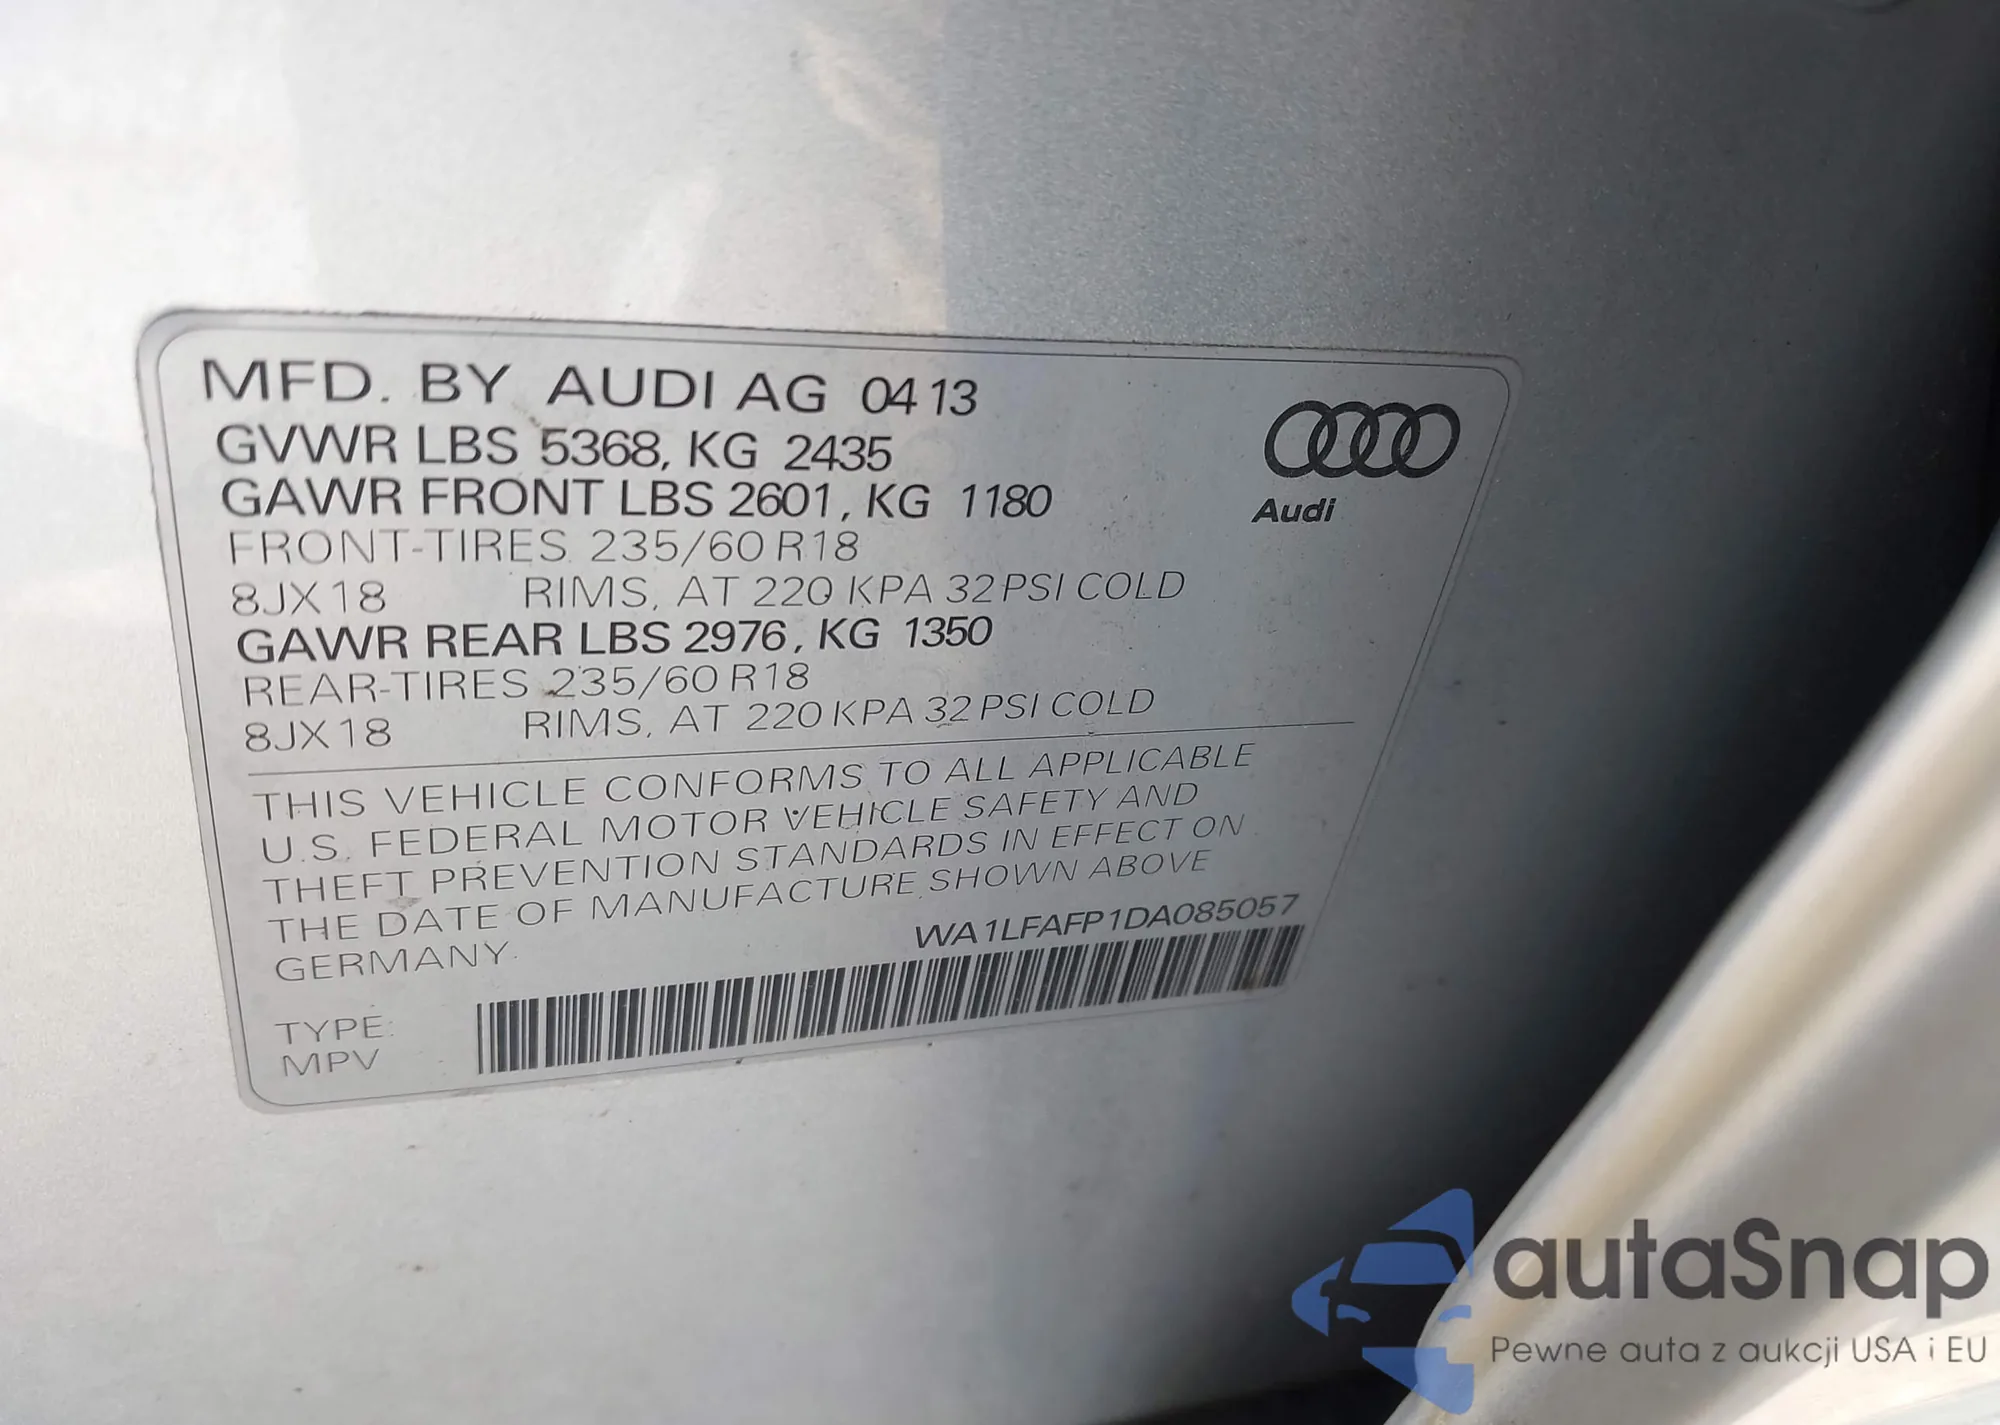 MFD. BY AUDI AG 04 13
GVWR LBS 5368, KG 2435
GAWR FRONT LBS 2601, KG 1180
FRONT-TIRES 235/60 R18
8JX18 RIMS, AT 220 KPA 32 PSI COLD
GAWR REAR LBS 2976, KG 1350
REAR-TIRES 235/60 R18
8JX18 RIMS, AT 220 KPA 32 PSI COLD
Audi
THIS VEHICLE CONFORMS TO ALL APPLICABLE
U.S. FEDERAL MOTOR VEHICLE SAFETY AND
THEFT PREVENTION STANDARDS IN EFFECT ON
THE DATE OF MANUFACTURE SHOWN ABOVE
GERMANY.
WA1LFAFP1DA085057
TYPE:
MPV
autaSnap
Pewne auta z aukcji USA i EU